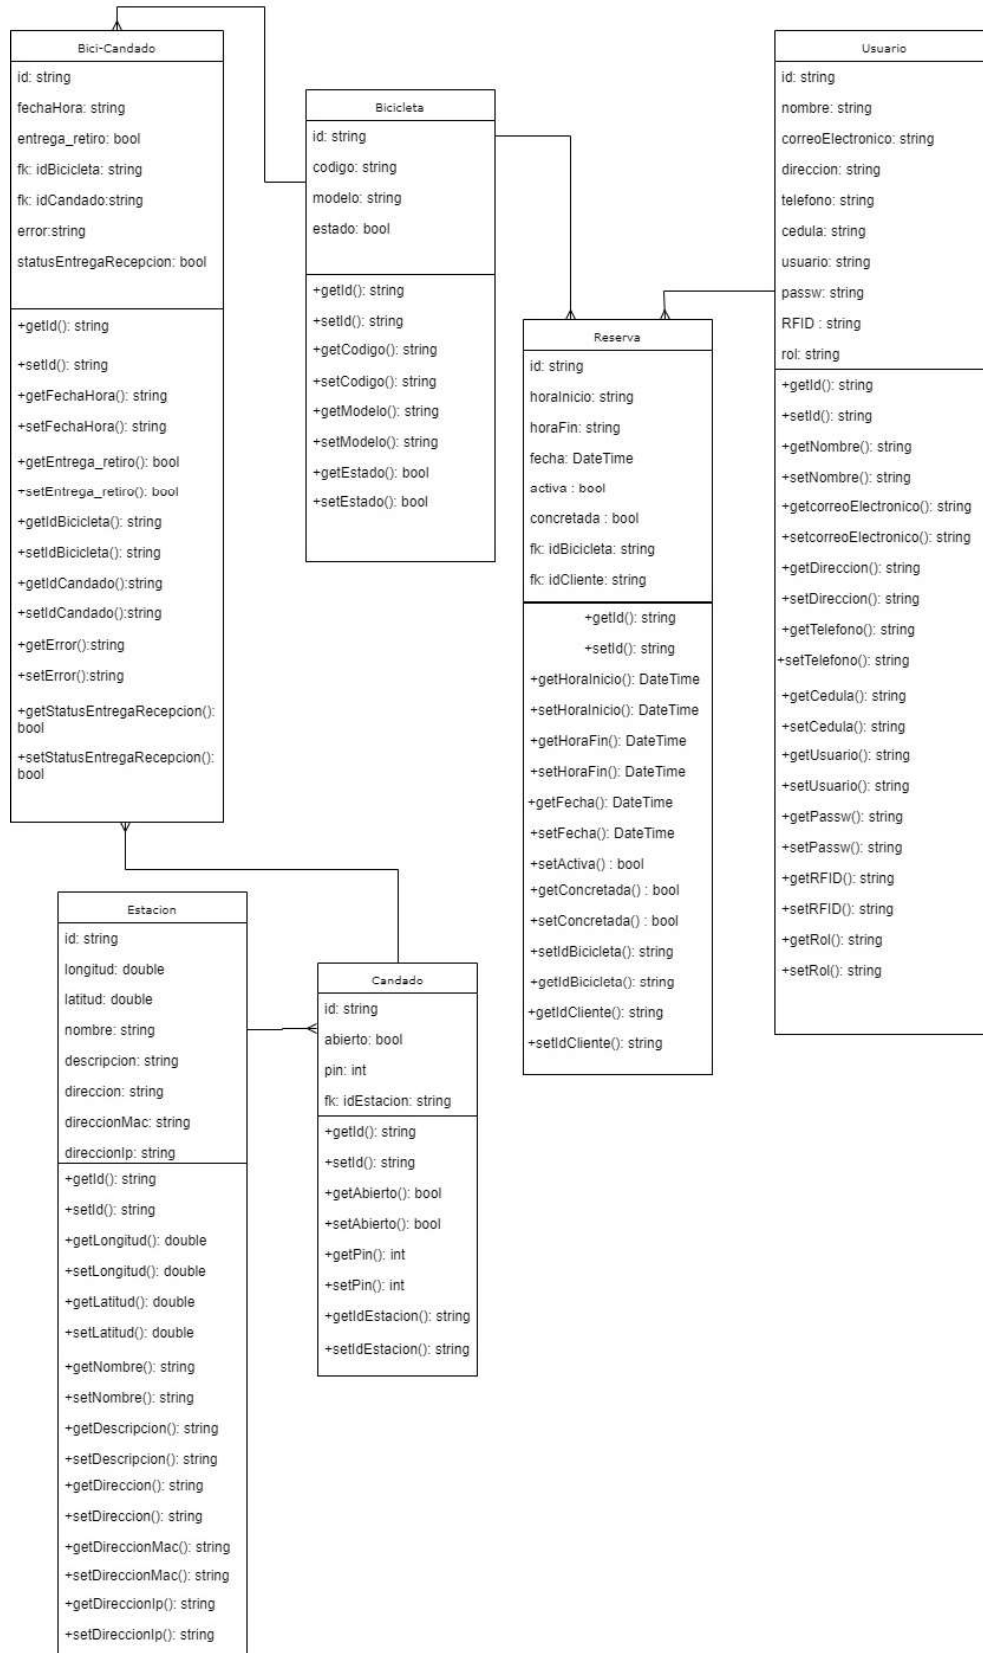 Bici-Candado
id: string
fechaHora: string
entrega_retiro: bool
fk: idBicicleta: string
fk: idCandado:string
error:string
statusEntregaRecepcion: bool
+getId(): string
+setId(): string
+getFechaHora(): string
+setFechaHora(): string
+getEntrega_retiro(): bool
+setEntrega_retiro(): bool
+getIdBicicleta(): string
+setIdBicicleta(): string
+getIdCandado():string
+setIdCandado():string
+getError():string
+setError():string
+getStatusEntregaRecepcion():
bool
+setStatusEntregaRecepcion():
bool
Bicicleta
id: string
codigo: string
modelo: string
estado: bool
+getId(): string
+setId(): string
+getCodigo(): string
+setCodigo(): string
+getModelo(): string
+setModelo(): string
+getEstado(): bool
+setEstado(): bool
Reserva
id: string
horaInicio: string
horaFin: string
fecha: DateTime
activa : bool
concretada : bool
fk: idBicicleta: string
fk: idCliente: string
+getId(): string
+setId(): string
+getHoraInicio(): DateTime
+setHoraInicio(): DateTime
+getHoraFin(): DateTime
+setHoraFin(): DateTime
+getFecha(): DateTime
+setFecha(): DateTime
+setActiva() : bool
+getConcretada() : bool
+setConcretada() : bool
+setIdBicicleta(): string
+getIdBicicleta(): string
+getIdCliente(): string
+setIdCliente(): string
Usuario
id: string
nombre: string
correoElectronico: string
direccion: string
telefono: string
cedula: string
usuario: string
passw: string
RFID : string
rol: string
+getId(): string
+setId(): string
+getNombre(): string
+setNombre(): string
+getcorreoElectronico(): string
+setcorreoElectronico(): string
+getDireccion(): string
+setDireccion(): string
+getTelefono(): string
+setTelefono(): string
+getCedula(): string
+setCedula(): string
+getUsuario(): string
+setUsuario(): string
+getPassw(): string
+setPassw(): string
+getRFID(): string
+setRFID(): string
+getRol(): string
+setRol(): string
Estacion
id: string
longitud: double
latitud: double
nombre: string
descripcion: string
direccion: string
direccionMac: string
direccionIp: string
+getId(): string
+setId(): string
+getLongitud(): double
+setLongitud(): double
+getLatitud(): double
+setLatitud(): double
+getNombre(): string
+setNombre(): string
+getDescripcion(): string
+setDescripcion(): string
+getDireccion(): string
+setDireccion(): string
+getDireccionMac(): string
+setDireccionMac(): string
+getDireccionIp(): string
+setDireccionIp(): string
Candado
id: string
abierto: bool
pin: int
fk: idEstacion: string
+getId(): string
+setId(): string
+getAbierto(): bool
+setAbierto(): bool
+getPin(): int
+setPin(): int
+getIdEstacion(): string
+setIdEstacion(): string